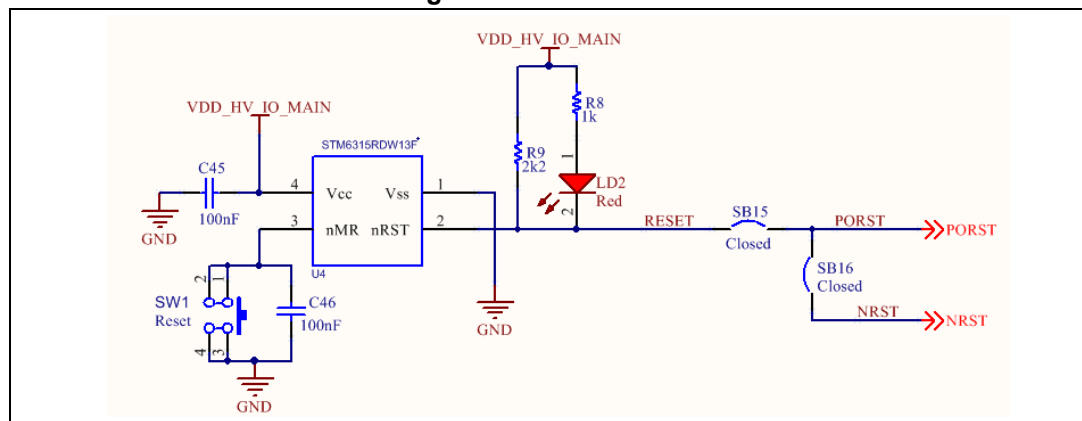 g
VDD_HV_IO_MAIN
VDD_HV_IO_MAIN
R8
1k
STM6315RDW13F
C45
100nF
R9
2k2
1
LD2
Red
2
4
Vcc
Vss
1
GND
3
nMR
nRST
2
RESET
SB15
Closed
PORST
PORST
U4
SB16
Closed
2
1
SW1
Reset
C46
100nF
GND
NRST
NRST
4
3
GND